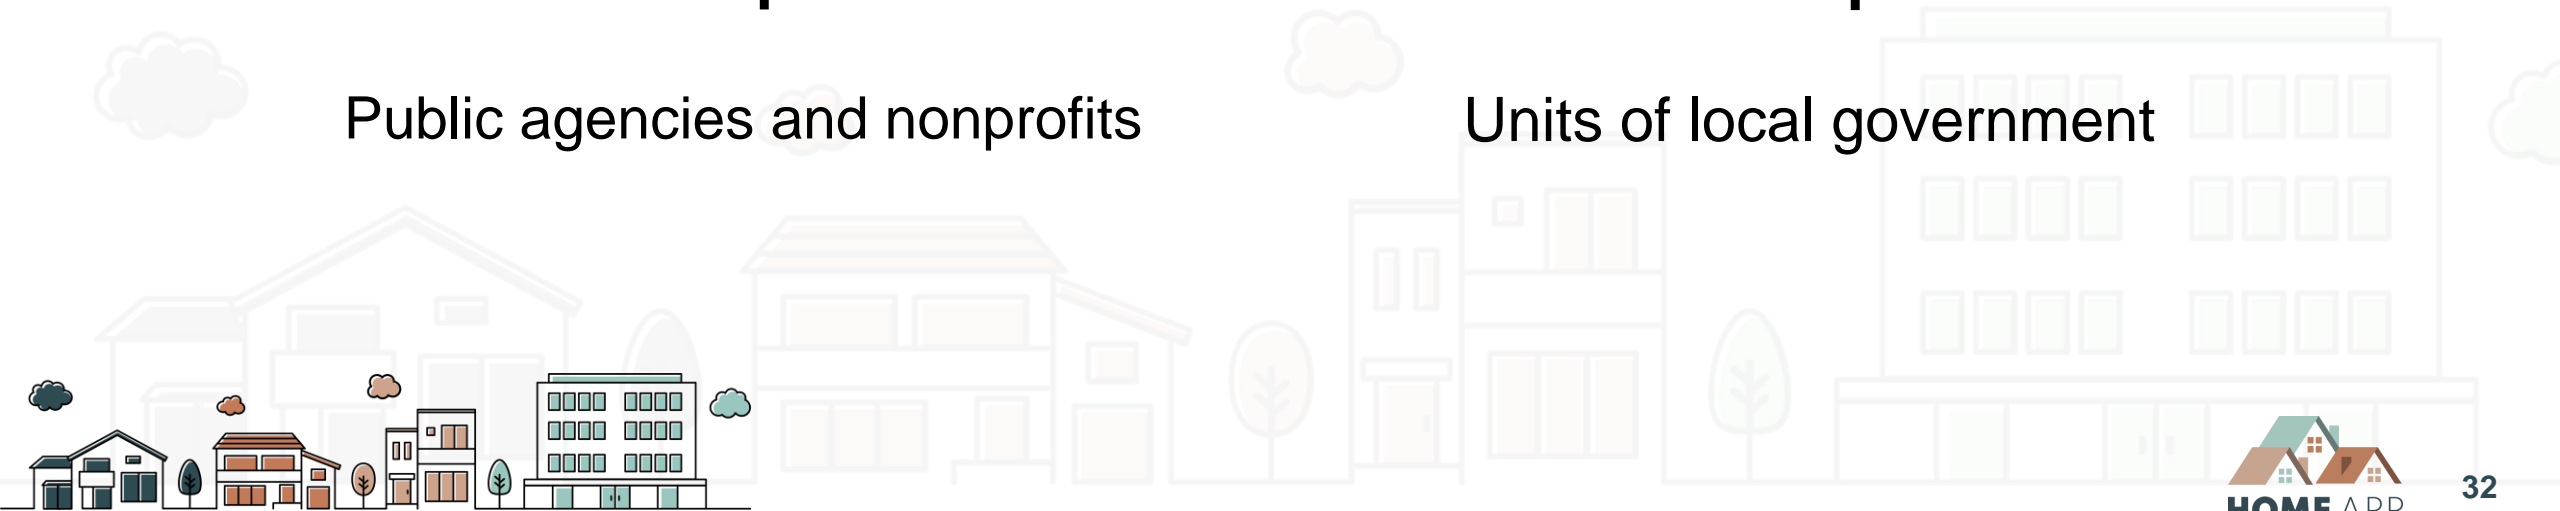 Public agencies and nonprofits
Units of local government
32